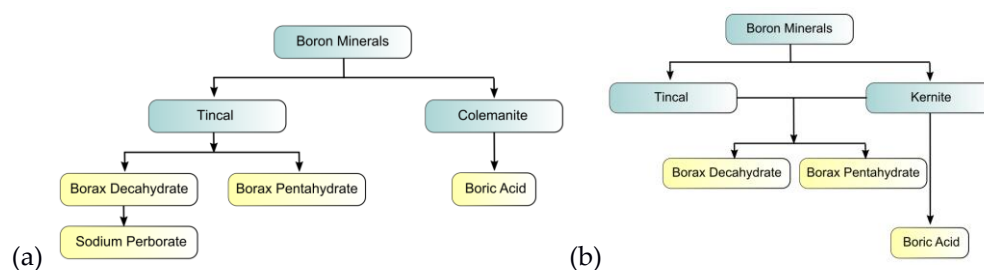 Boron Minerals
Tincal
Colemanite
Borax Decahydrate
Borax Pentahydrate
Boric Acid
Sodium Perborate
(a)
Boron Minerals
Tincal
Kernite
Borax Decahydrate
Borax Pentahydrate
Boric Acid
(b)